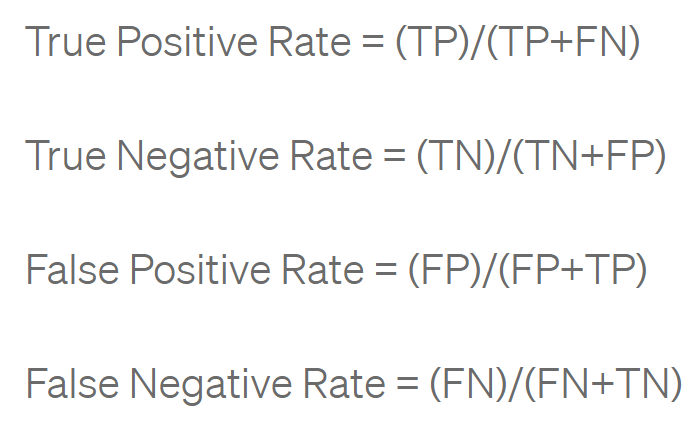 True Positive Rate = (TP)/(TP+FN)
True Negative Rate = (TN)/(TN+FP)
False Positive Rate = (FP)/(FP+TP)
False Negative Rate = (FN)/(FN+TN)